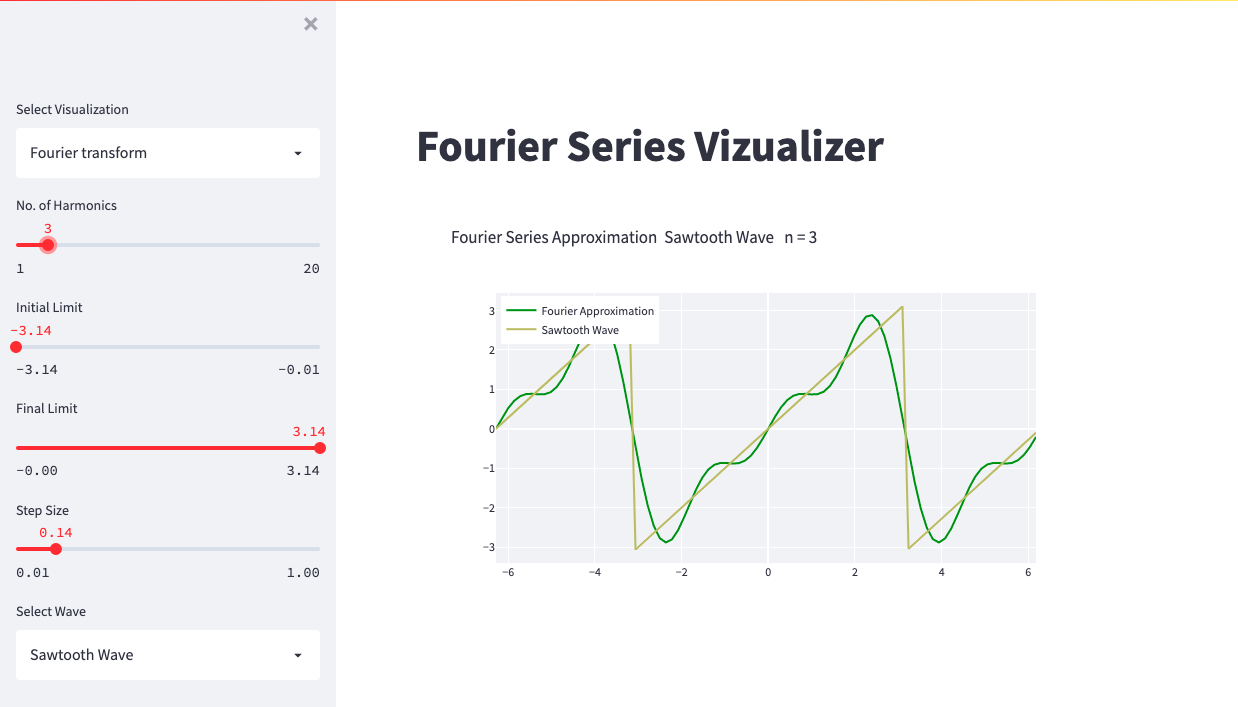 Select Visualization
Fourier transform
No. of Harmonics
3
1 20
Initial Limit
−3.14
−3.14 −0.01
Final Limit
3.14
−0.00 3.14
Step Size
0.14
0.01 1.00
Select Wave
Sawtooth Wave
Fourier Series Vizualizer
Fourier Series Approximation Sawtooth Wave n = 3
Fourier Approximation
Sawtooth Wave
3
2
1
0
−1
−2
−3
−6 −4 −2 0 2 4 6